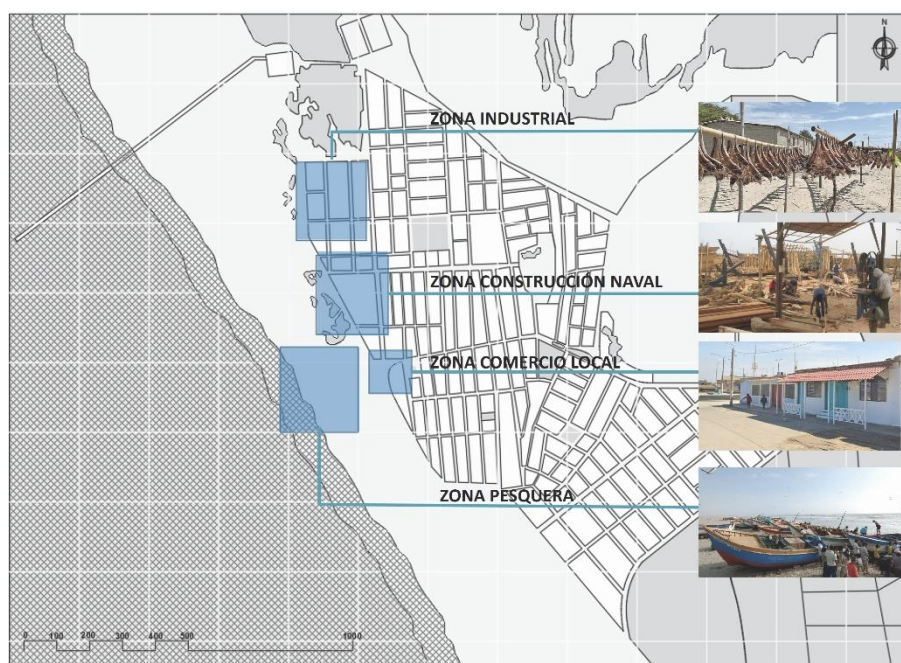 N
ZONA INDUSTRIAL
ZONA CONSTRUCCIÓN NAVAL
ZONA COMERCIO LOCAL
ZONA PESQUERA
0 100 200 300 400 500 1000